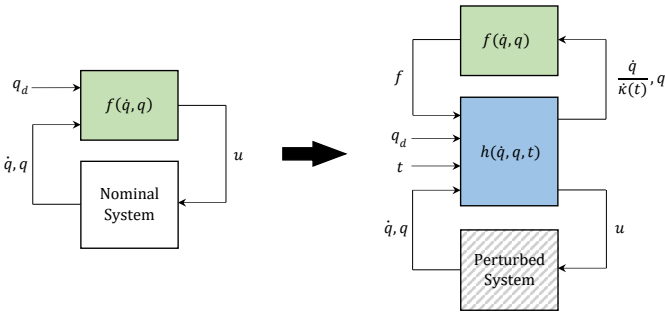 q_d
f(q̇, q)
q̇, q
u
Nominal
System
f(q̇, q)
f
q̇/κ̇(t), q
q_d
t
h(q̇, q, t)
q̇, q
u
Perturbed
System